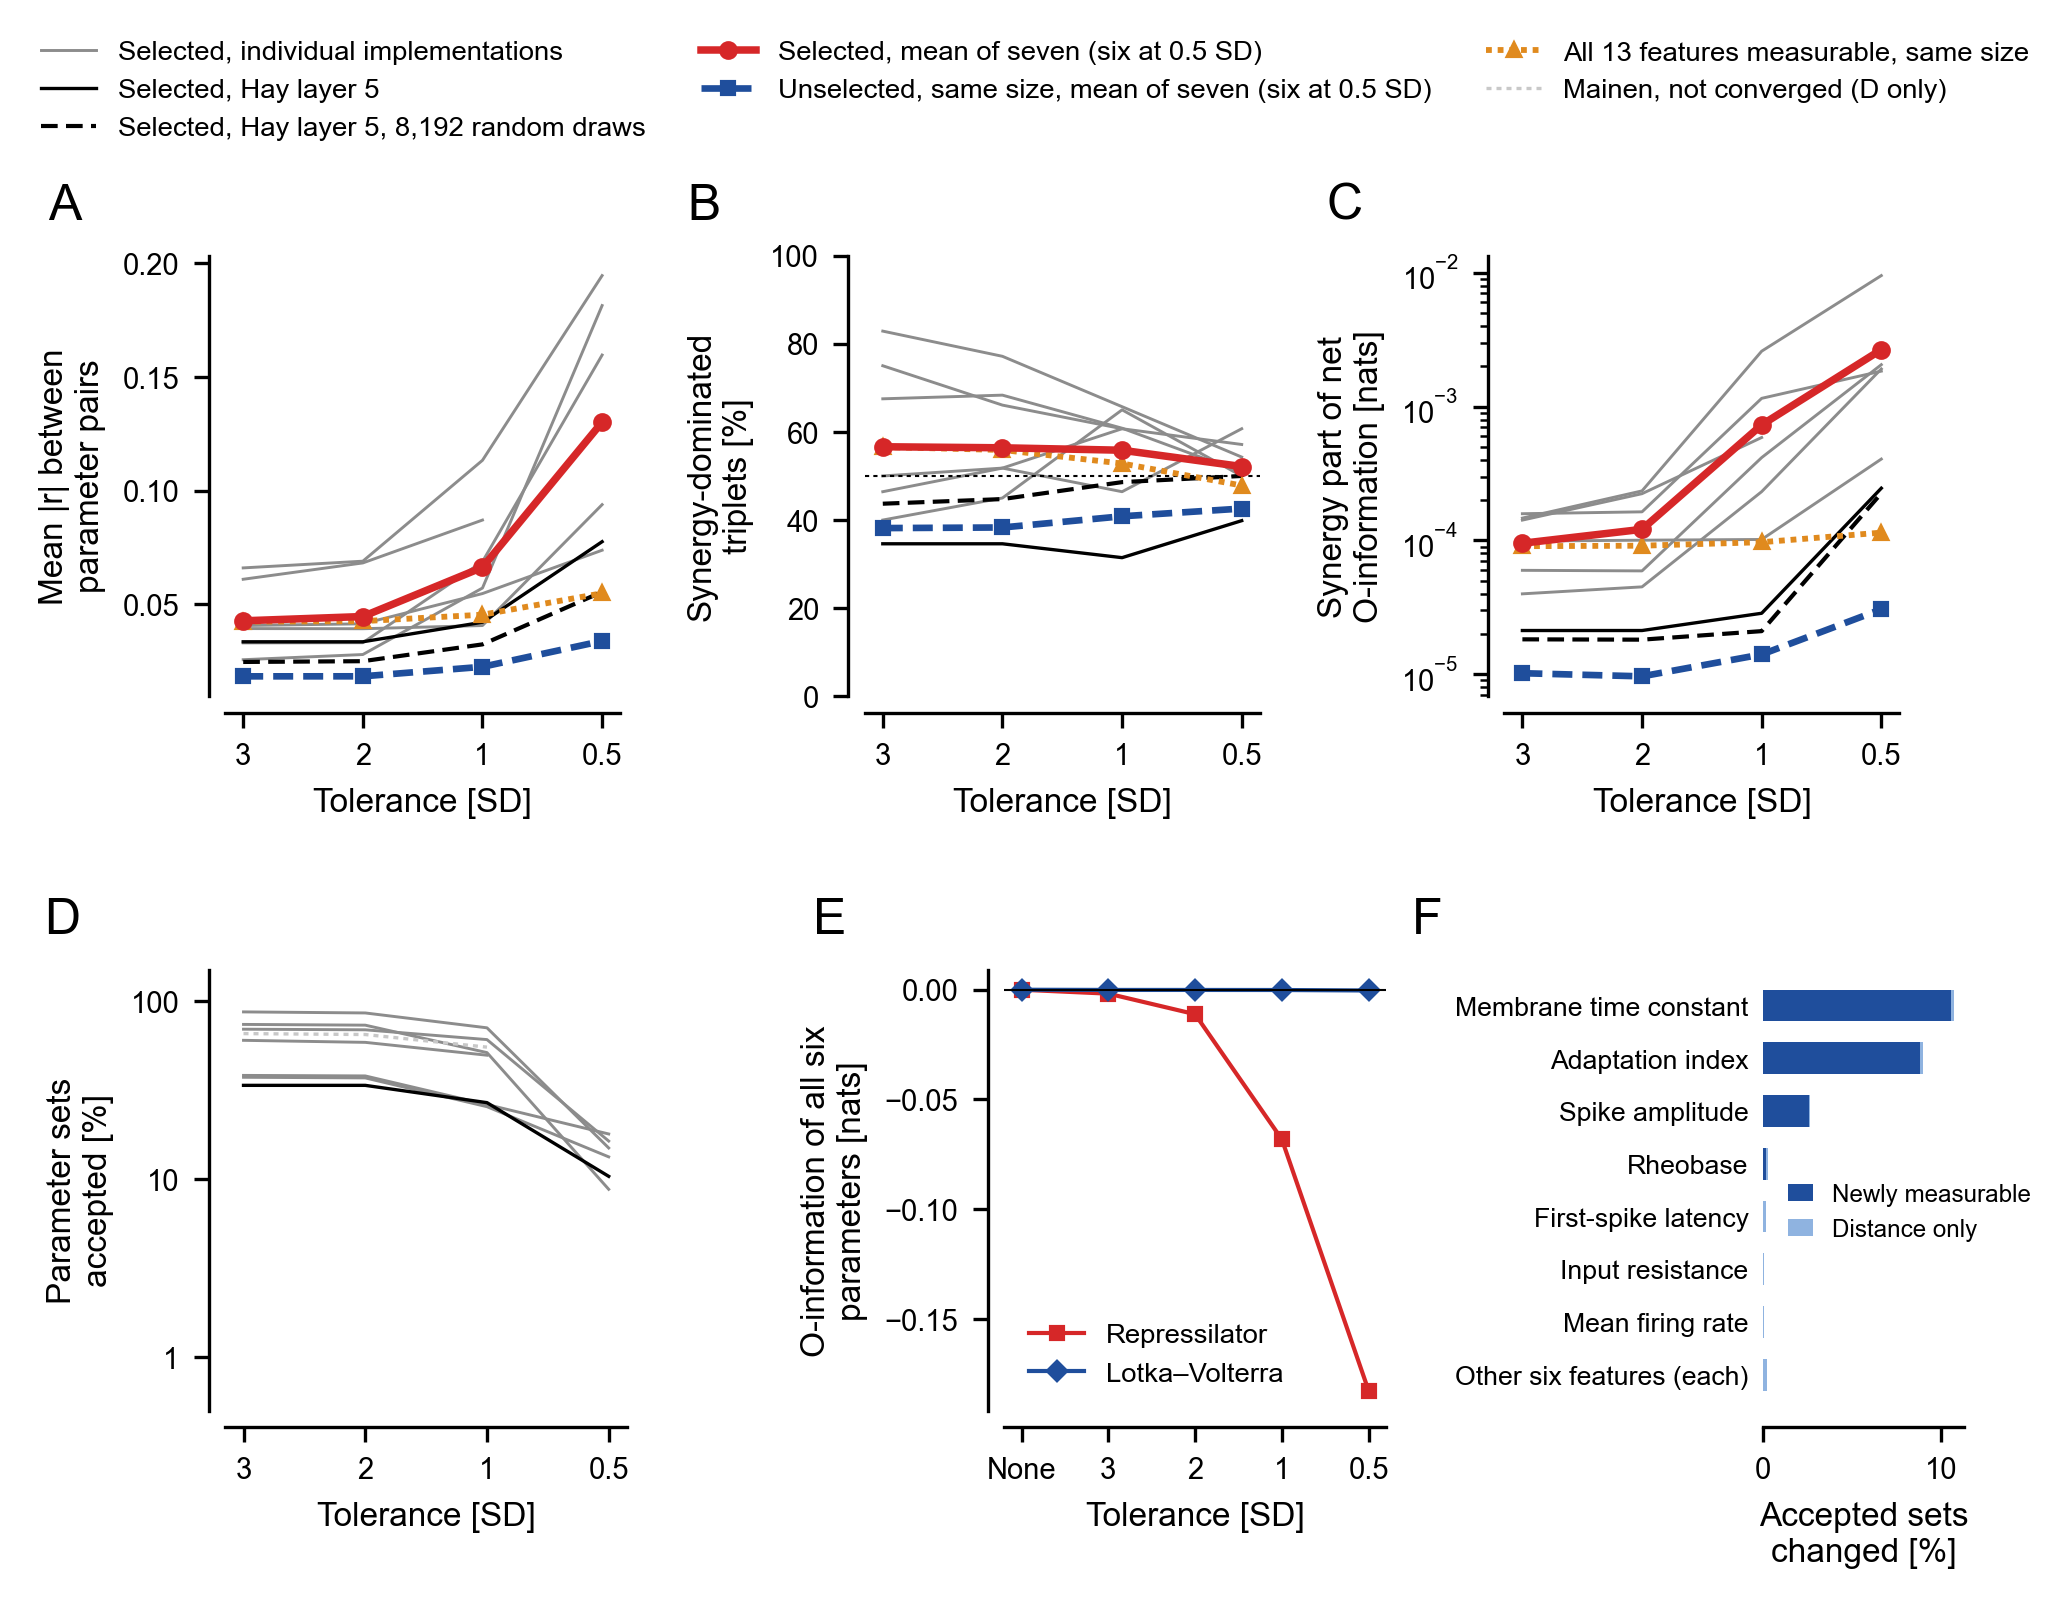 Selected, individual implementations
Selected, Hay layer 5
Selected, Hay layer 5, 8,192 random draws
Selected, mean of seven (six at 0.5 SD)
Unselected, same size, mean of seven (six at 0.5 SD)
All 13 features measurable, same size
Mainen, not converged (D only)
A
Mean |r| between
parameter pairs
0.20
0.15
0.10
0.05
3 2 1 0.5
Tolerance [SD]
B
Synergy-dominated
triplets [%]
100
80
60
40
20
0
3 2 1 0.5
Tolerance [SD]
C
Synergy part of net
O-information [nats]
10⁻²
10⁻³
10⁻⁴
10⁻⁵
3 2 1 0.5
Tolerance [SD]
D
Parameter sets
accepted [%]
100
10
1
3 2 1 0.5
Tolerance [SD]
E
O-information of all six
parameters [nats]
0.00
−0.05
−0.10
−0.15
Repressilator
Lotka–Volterra
None 3 2 1 0.5
Tolerance [SD]
F
Membrane time constant
Adaptation index
Spike amplitude
Rheobase
First-spike latency
Input resistance
Mean firing rate
Other six features (each)
Newly measurable
Distance only
0 10
Accepted sets
changed [%]